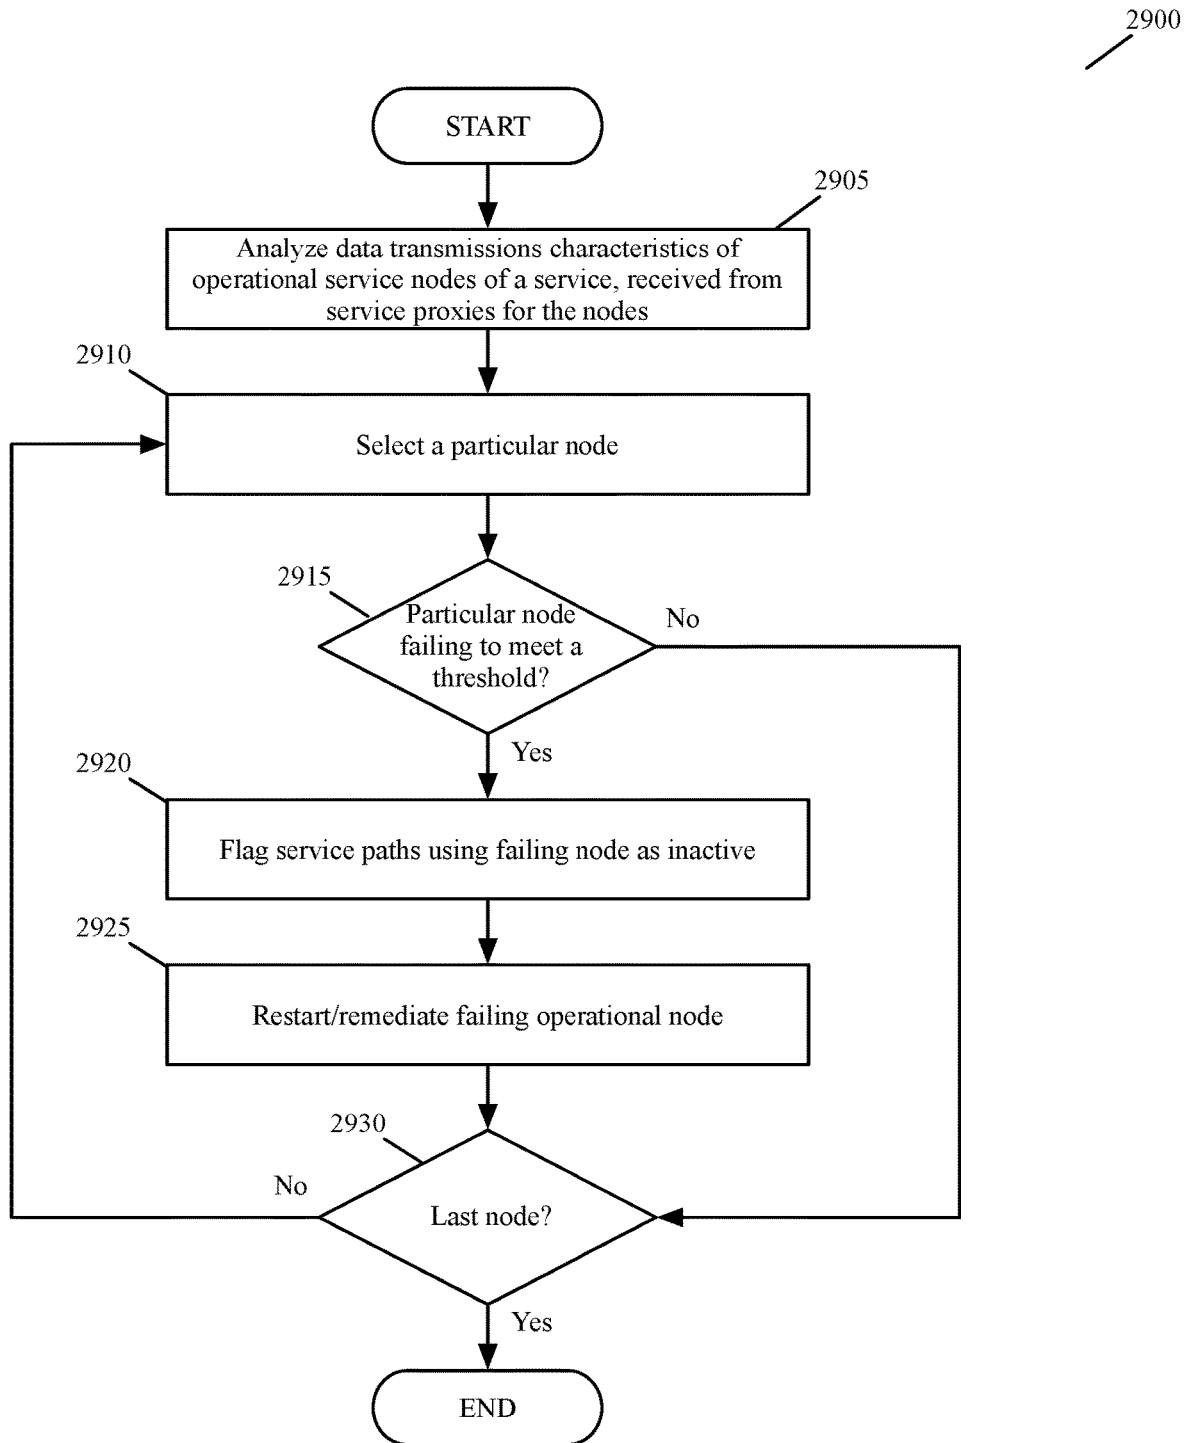 2900
START
2905
Analyze data transmissions characteristics of
operational service nodes of a service, received from
service proxies for the nodes
2910
Select a particular node
2915
Particular node
failing to meet a
threshold?
No
Yes
2920
Flag service paths using failing node as inactive
2925
Restart/remediate failing operational node
2930
No
Last node?
Yes
END